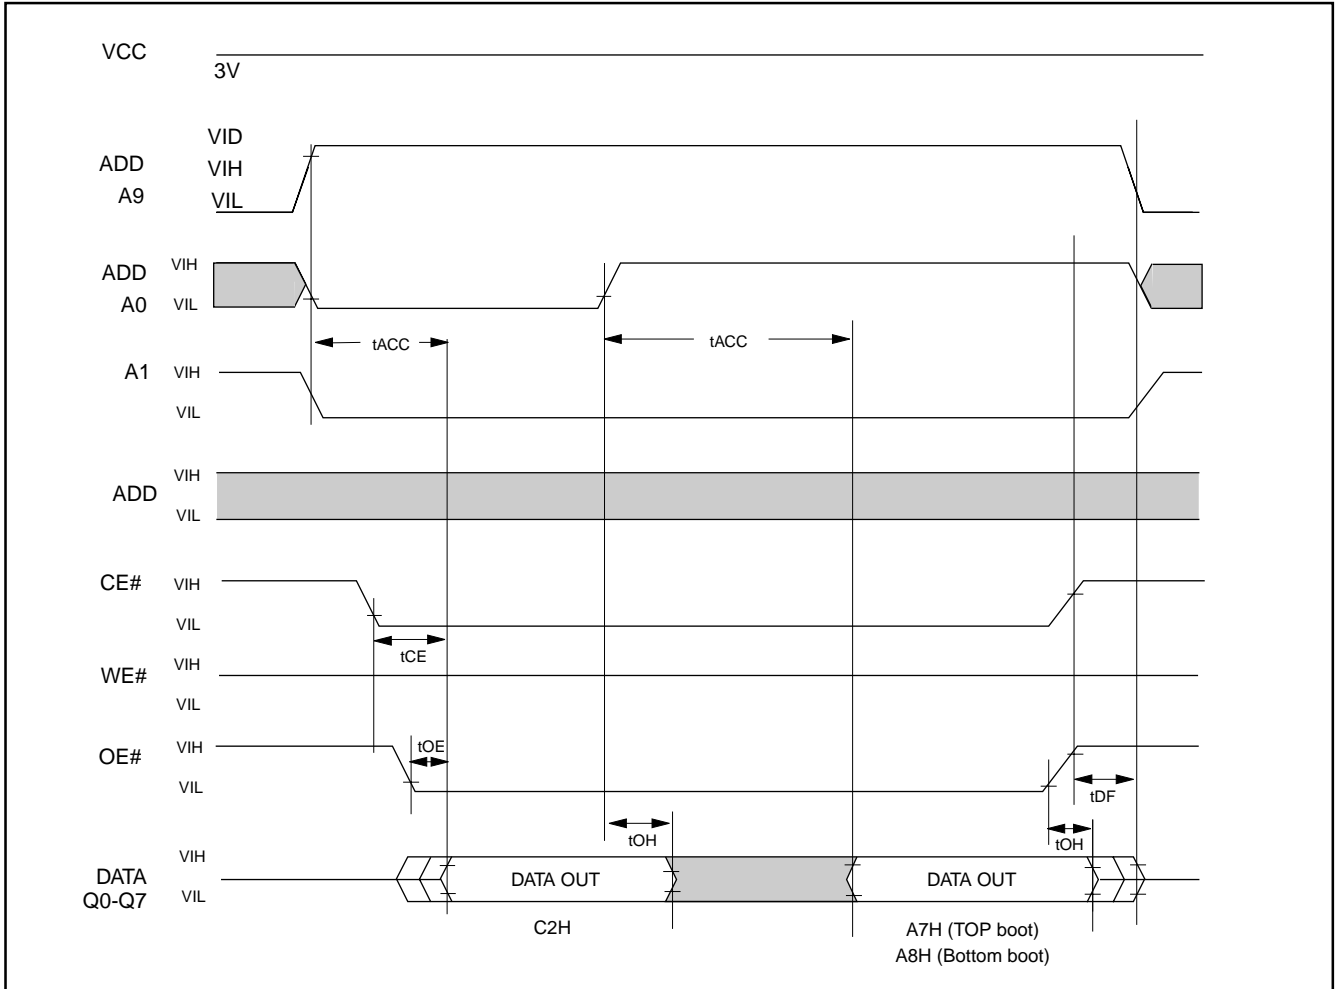 VCC
3V
VID
ADD VIH
A9 VIL
ADD VIH
A0 VIL
tACC tACC
A1 VIH
VIL
VIH
ADD
VIL
CE# VIH
VIL
tCE
WE# VIH
VIL
OE# VIH
tOE
VIL
tDF
tOH tOH
VIH
DATA DATA OUT DATA OUT
Q0-Q7 VIL
C2H A7H (TOP boot)
A8H (Bottom boot)